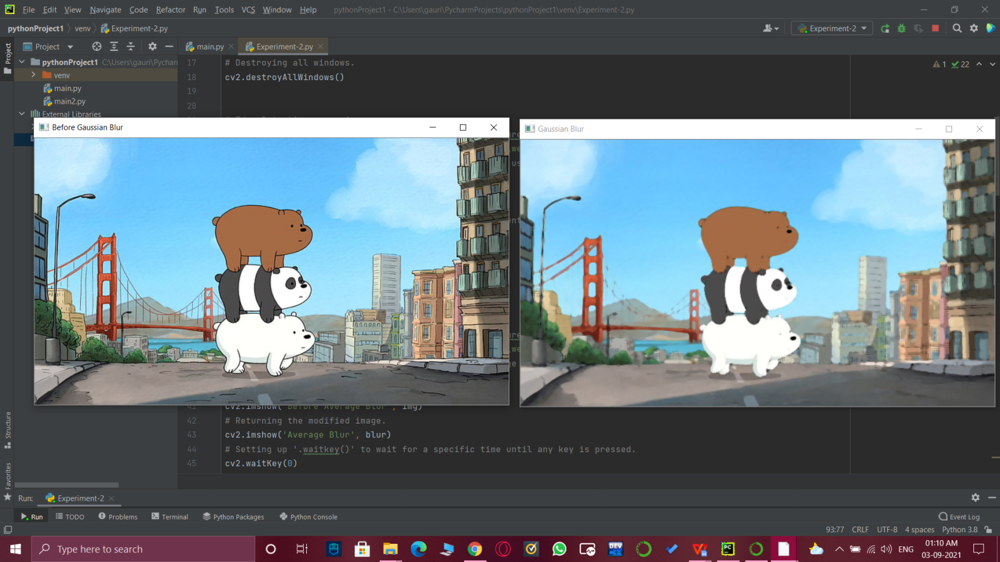 File Edit View Navigate Code Refactor Run Tools VCS Window Help pythonProject1 - C:\Users\gauri\PycharmProjects\pythonProject1\venv\Experiment-2.py
pythonProject1 venv Experiment-2.py
Experiment-2
Project
Project
main.py
Experiment-2.py
pythonProject1 C:\Users\gauri\Pycharm
venv
main.py
main2.py
External Libraries
17 # Destroying all windows.
18 cv2.destroyAllWindows()
19
20
1 22
Before Gaussian Blur
Gaussian Blur
cv2.imshow('Before Average Blur', img)
42 # Returning the modified image.
43 cv2.imshow('Average Blur', blur)
44 # Setting up '.waitkey()' to wait for a specific time until any key is pressed.
45 cv2.waitKey(0)
Structure
Favorites
Run: Experiment-2
Run TODO Problems Terminal Python Packages Python Console Event Log
93:77 CRLF UTF-8 4 spaces Python 3.8
Type here to search
DEV
PC
ENG
01:10 AM
03-09-2021